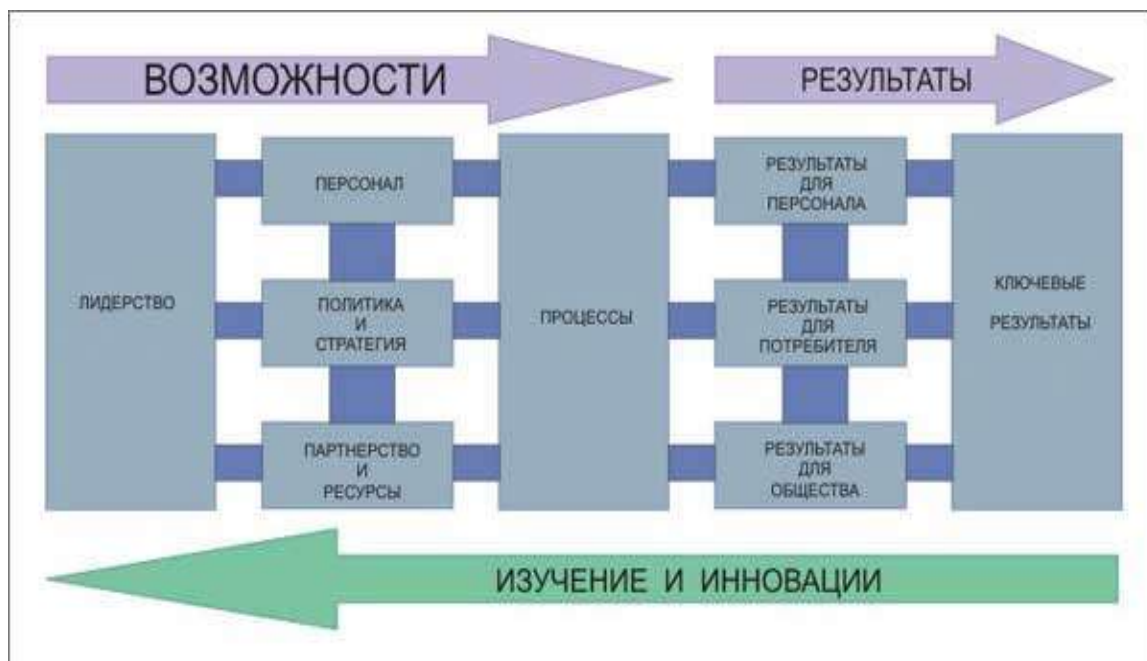 ВОЗМОЖНОСТИ
РЕЗУЛЬТАТЫ
ЛИДЕРСТВО
ПЕРСОНАЛ
ПОЛИТИКА
И
СТРАТЕГИЯ
ПАРТНЕРСТВО
И
РЕСУРСЫ
ПРОЦЕССЫ
РЕЗУЛЬТАТЫ
ДЛЯ
ПЕРСОНАЛА
РЕЗУЛЬТАТЫ
ДЛЯ
ПОТРЕБИТЕЛЯ
РЕЗУЛЬТАТЫ
ДЛЯ
ОБЩЕСТВА
КЛЮЧЕВЫЕ
РЕЗУЛЬТАТЫ
ИЗУЧЕНИЕ И ИННОВАЦИИ